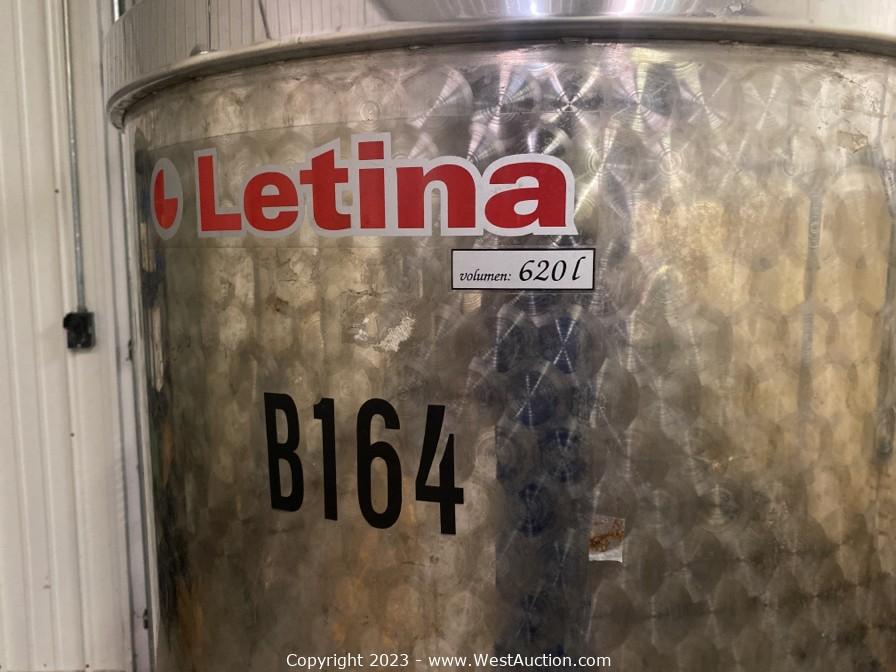 Letina
volumen: 620 l
B164
Copyright 2023 - www.WestAuction.com